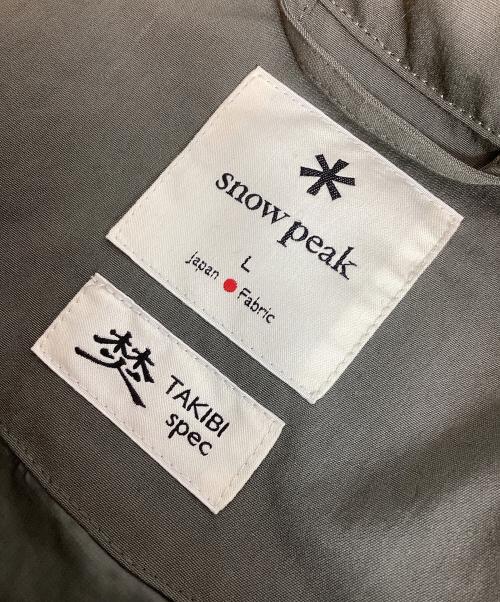 snow peak
L
Japan Fabric
焚 TAKIBI
spec